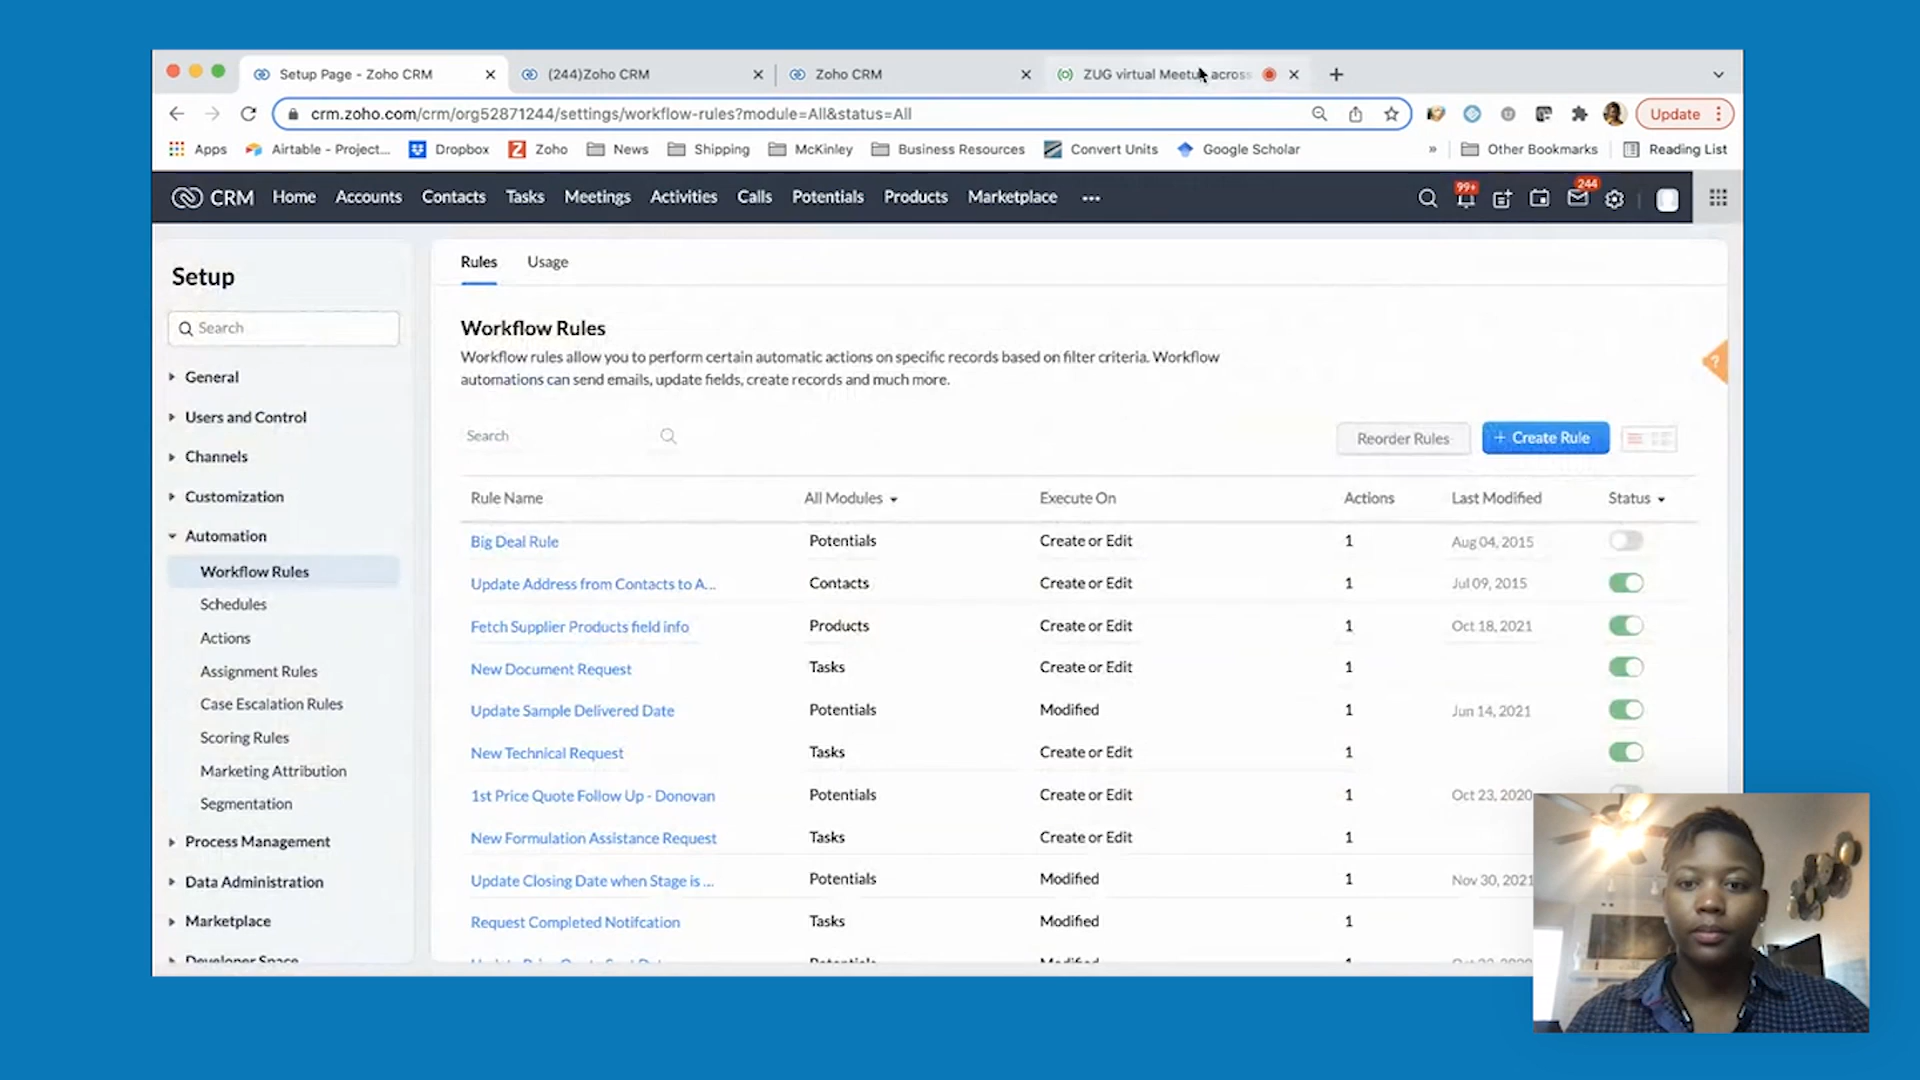 Setup Page - Zoho CRM
(244)Zoho CRM
Zoho CRM
ZUG virtual Meetup across
crm.zoho.com/crm/org52871244/settings/workflow-rules?module=All&status=All
Update
Apps
Airtable - Project...
Dropbox
Zoho
News
Shipping
McKinley
Business Resources
Convert Units
Google Scholar
»
Other Bookmarks
Reading List
CRM
Home
Accounts
Contacts
Tasks
Meetings
Activities
Calls
Potentials
Products
Marketplace
99+
244
Setup
Search
General
Users and Control
Channels
Customization
Automation
Workflow Rules
Schedules
Actions
Assignment Rules
Case Escalation Rules
Scoring Rules
Marketing Attribution
Segmentation
Process Management
Data Administration
Marketplace
Developer Space
Rules
Usage
Workflow Rules
Workflow rules allow you to perform certain automatic actions on specific records based on filter criteria. Workflow
automations can send emails, update fields, create records and much more.
Search
Reorder Rules
+ Create Rule
?
Rule Name All Modules Execute On Actions Last Modified Status
Big Deal Rule Potentials Create or Edit 1 Aug 04, 2015
Update Address from Contacts to A... Contacts Create or Edit 1 Jul 09, 2015
Fetch Supplier Products field info Products Create or Edit 1 Oct 18, 2021
New Document Request Tasks Create or Edit 1
Update Sample Delivered Date Potentials Modified 1 Jun 14, 2021
New Technical Request Tasks Create or Edit 1
1st Price Quote Follow Up - Donovan Potentials Create or Edit 1 Oct 23, 2020
New Formulation Assistance Request Tasks Create or Edit 1
Update Closing Date when Stage is ... Potentials Modified 1 Nov 30, 2021
Request Completed Notifcation Tasks Modified 1
Potentials Modified 1